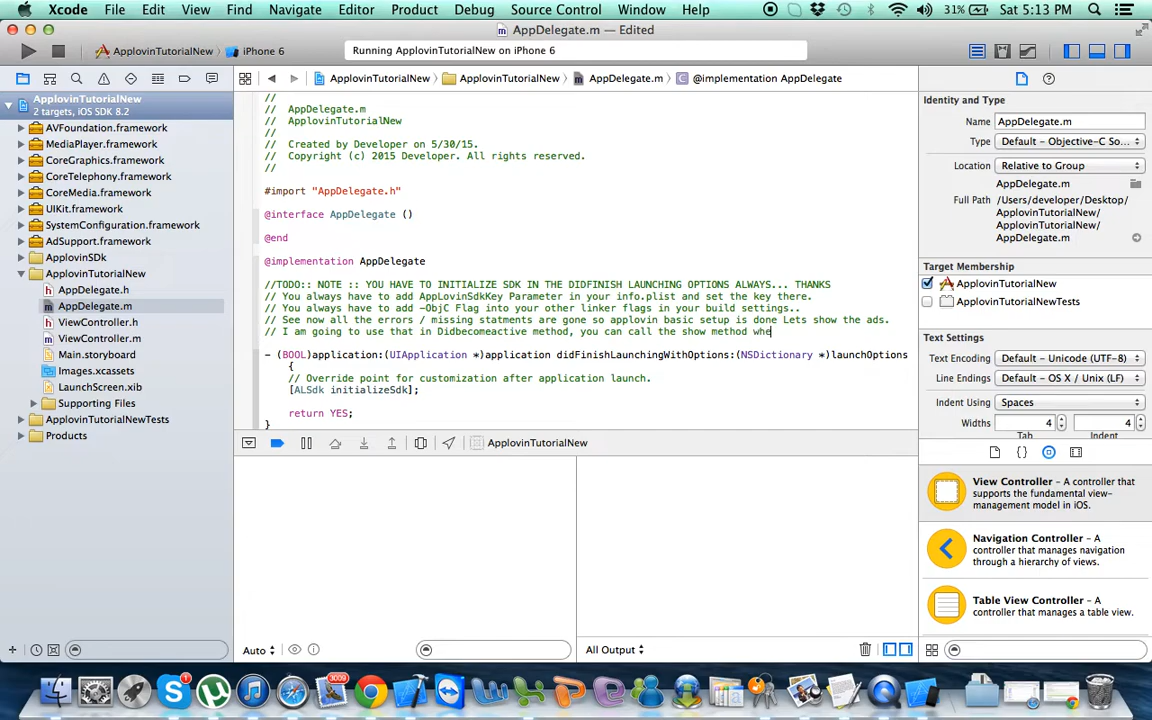 Xcode File Edit View Find Navigate Editor Product Debug Source Control Window Help 31% Sat 5:13 PM
AppDelegate.m — Edited
ApplovinTutorialNew iPhone 6
Running ApplovinTutorialNew on iPhone 6
ApplovinTutorialNew
2 targets, iOS SDK 8.2
AVFoundation.framework
MediaPlayer.framework
CoreGraphics.framework
CoreTelephony.framework
CoreMedia.framework
UIKit.framework
SystemConfiguration.framework
AdSupport.framework
ApplovinSDk
ApplovinTutorialNew
AppDelegate.h
AppDelegate.m
ViewController.h
ViewController.m
Main.storyboard
Images.xcassets
LaunchScreen.xib
Supporting Files
ApplovinTutorialNewTests
Products
ApplovinTutorialNew ApplovinTutorialNew AppDelegate.m @implementation AppDelegate
//
// AppDelegate.m
// ApplovinTutorialNew
//
// Created by Developer on 5/30/15.
// Copyright (c) 2015 Developer. All rights reserved.
//
#import "AppDelegate.h"
@interface AppDelegate ()
@end
@implementation AppDelegate
//TODO:: NOTE :: YOU HAVE TO INITIALIZE SDK IN THE DIDFINISH LAUNCHING OPTIONS ALWAYS... THANKS
// You always have to add AppLovinSdkKey Parameter in your info.plist and set the key there.
// You always have to add -ObjC Flag into your other linker flags in your build settings..
// See now all the errors / missing statments are gone so applovin basic setup is done Lets show the ads.
// I am going to use that in Didbecomeactive method, you can call the show method whe
- (BOOL)application:(UIApplication *)application didFinishLaunchingWithOptions:(NSDictionary *)launchOptions
{
// Override point for customization after application launch.
[ALSdk initializeSdk];
return YES;
}
ApplovinTutorialNew
Auto
All Output
Identity and Type
Name AppDelegate.m
Type Default - Objective-C So...
Location Relative to Group
AppDelegate.m
Full Path /Users/developer/Desktop/
ApplovinTutorialNew/
ApplovinTutorialNew/
AppDelegate.m
Target Membership
ApplovinTutorialNew
ApplovinTutorialNewTests
Text Settings
Text Encoding Default - Unicode (UTF-8)
Line Endings Default - OS X / Unix (LF)
Indent Using Spaces
Widths 4 4
Tab Indent
View Controller - A controller that
supports the fundamental view-
management model in iOS.
Navigation Controller - A
controller that manages navigation
through a hierarchy of views.
Table View Controller - A
controller that manages a table view.
3009